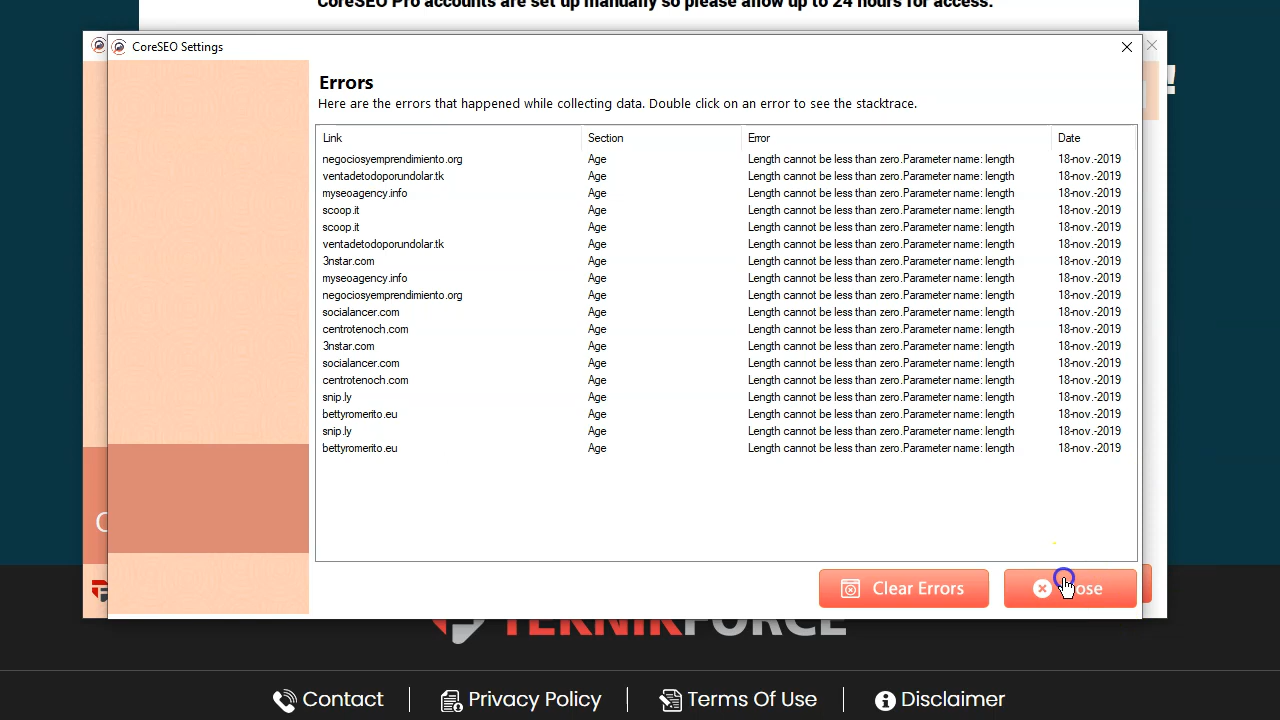 CoreSEO Pro accounts are set up manually so please allow up to 24 hours for access.
CoreSEO Settings
Errors
Here are the errors that happened while collecting data. Double click on an error to see the stacktrace.
Link Section Error Date
negociosyemprendimiento.org Age Length cannot be less than zero.Parameter name: length 18-nov.-2019
ventadetodoporundolar.tk Age Length cannot be less than zero.Parameter name: length 18-nov.-2019
myseoagency.info Age Length cannot be less than zero.Parameter name: length 18-nov.-2019
scoop.it Age Length cannot be less than zero.Parameter name: length 18-nov.-2019
scoop.it Age Length cannot be less than zero.Parameter name: length 18-nov.-2019
ventadetodoporundolar.tk Age Length cannot be less than zero.Parameter name: length 18-nov.-2019
3nstar.com Age Length cannot be less than zero.Parameter name: length 18-nov.-2019
myseoagency.info Age Length cannot be less than zero.Parameter name: length 18-nov.-2019
negociosyemprendimiento.org Age Length cannot be less than zero.Parameter name: length 18-nov.-2019
socialancer.com Age Length cannot be less than zero.Parameter name: length 18-nov.-2019
centrotenoch.com Age Length cannot be less than zero.Parameter name: length 18-nov.-2019
3nstar.com Age Length cannot be less than zero.Parameter name: length 18-nov.-2019
socialancer.com Age Length cannot be less than zero.Parameter name: length 18-nov.-2019
centrotenoch.com Age Length cannot be less than zero.Parameter name: length 18-nov.-2019
snip.ly Age Length cannot be less than zero.Parameter name: length 18-nov.-2019
bettyromerito.eu Age Length cannot be less than zero.Parameter name: length 18-nov.-2019
snip.ly Age Length cannot be less than zero.Parameter name: length 18-nov.-2019
bettyromerito.eu Age Length cannot be less than zero.Parameter name: length 18-nov.-2019
Clear Errors Close
TEKNIKFORCE
Contact Privacy Policy Terms Of Use Disclaimer